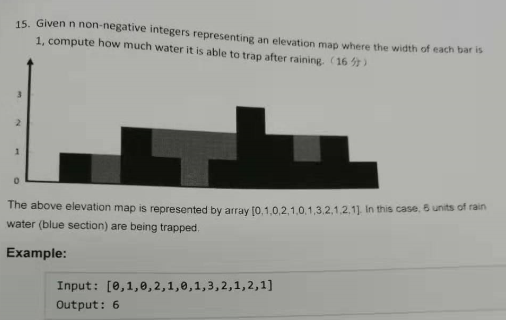 15. Given n non-negative integers representing an elevation map where the width of each bar is
1, compute how much water it is able to trap after raining. (16 分)
3
2
1
0
The above elevation map is represented by array [0,1,0,2,1,0,1,3,2,1,2,1]. In this case, 6 units of rain
water (blue section) are being trapped.
Example:
Input: [0,1,0,2,1,0,1,3,2,1,2,1]
Output: 6